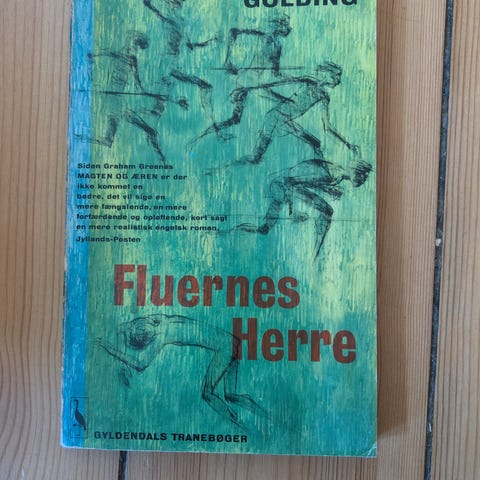 GOLDING
Siden Graham Greenes
MAGTEN OG ÆREN er der
ikke kommet en
bedre, det vil sige en
mere fængslende, en mere
forfærdende og opløftende, kort sagt
en mere realistisk engelsk roman.
Jyllands-Posten
Fluernes
Herre
GYLDENDALS TRANEBØGER